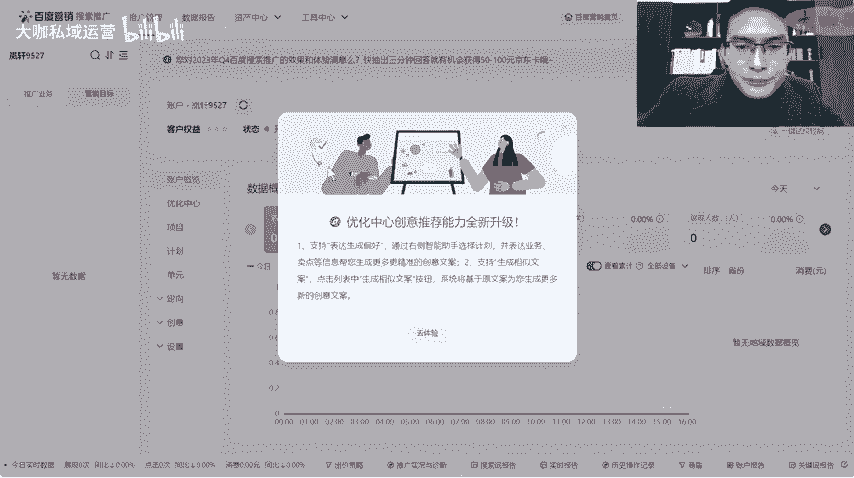 百度营销 搜索推广 推广管理 数据报告 资产中心 工具中心 百度营销首页
大咖私域运营 bilibili
岚轩9527
您对2023年Q4百度搜索推广的效果和体验满意么？快抽出三分钟回答就有机会获得50-100元京东卡哦~
推广业务 营销目标
账户 - 岚轩9527
客户权益 状态
账户概览
数据概
今天
优化中心
优化中心创意推荐能力全新升级！
0.00%
0.00%
0
项目
1、支持“表达生成偏好”，通过右侧智能助手选择计划，并表达业务、
卖点等信息帮您生成更多更精准的创意文案；2、支持“生成相似文
案”，点击列表中“生成相似文案”按钮，系统将基于原文案为您生成更多
新的创意文案。
计划
今日
查看累计 全部设备
排序 省份 消费(元)
单元
暂无数据
定向
创意
去体验
设置
暂无地域数据概览
0.4
0.2
0
00:00 01:00 02:00 03:00 04:00 05:00 06:00 07:00 08:00 09:00 10:00 11:00 12:00 13:00 14:00 15:00 16:00
今日实时数据 展现0次 同比↓0.00% 点击0次 同比↓0.00% 消费0.00元 同比↓0.00% 出价策略 推广实况与诊断 搜索词报告 实时报告 历史操作记录 账户报告 关键词报告